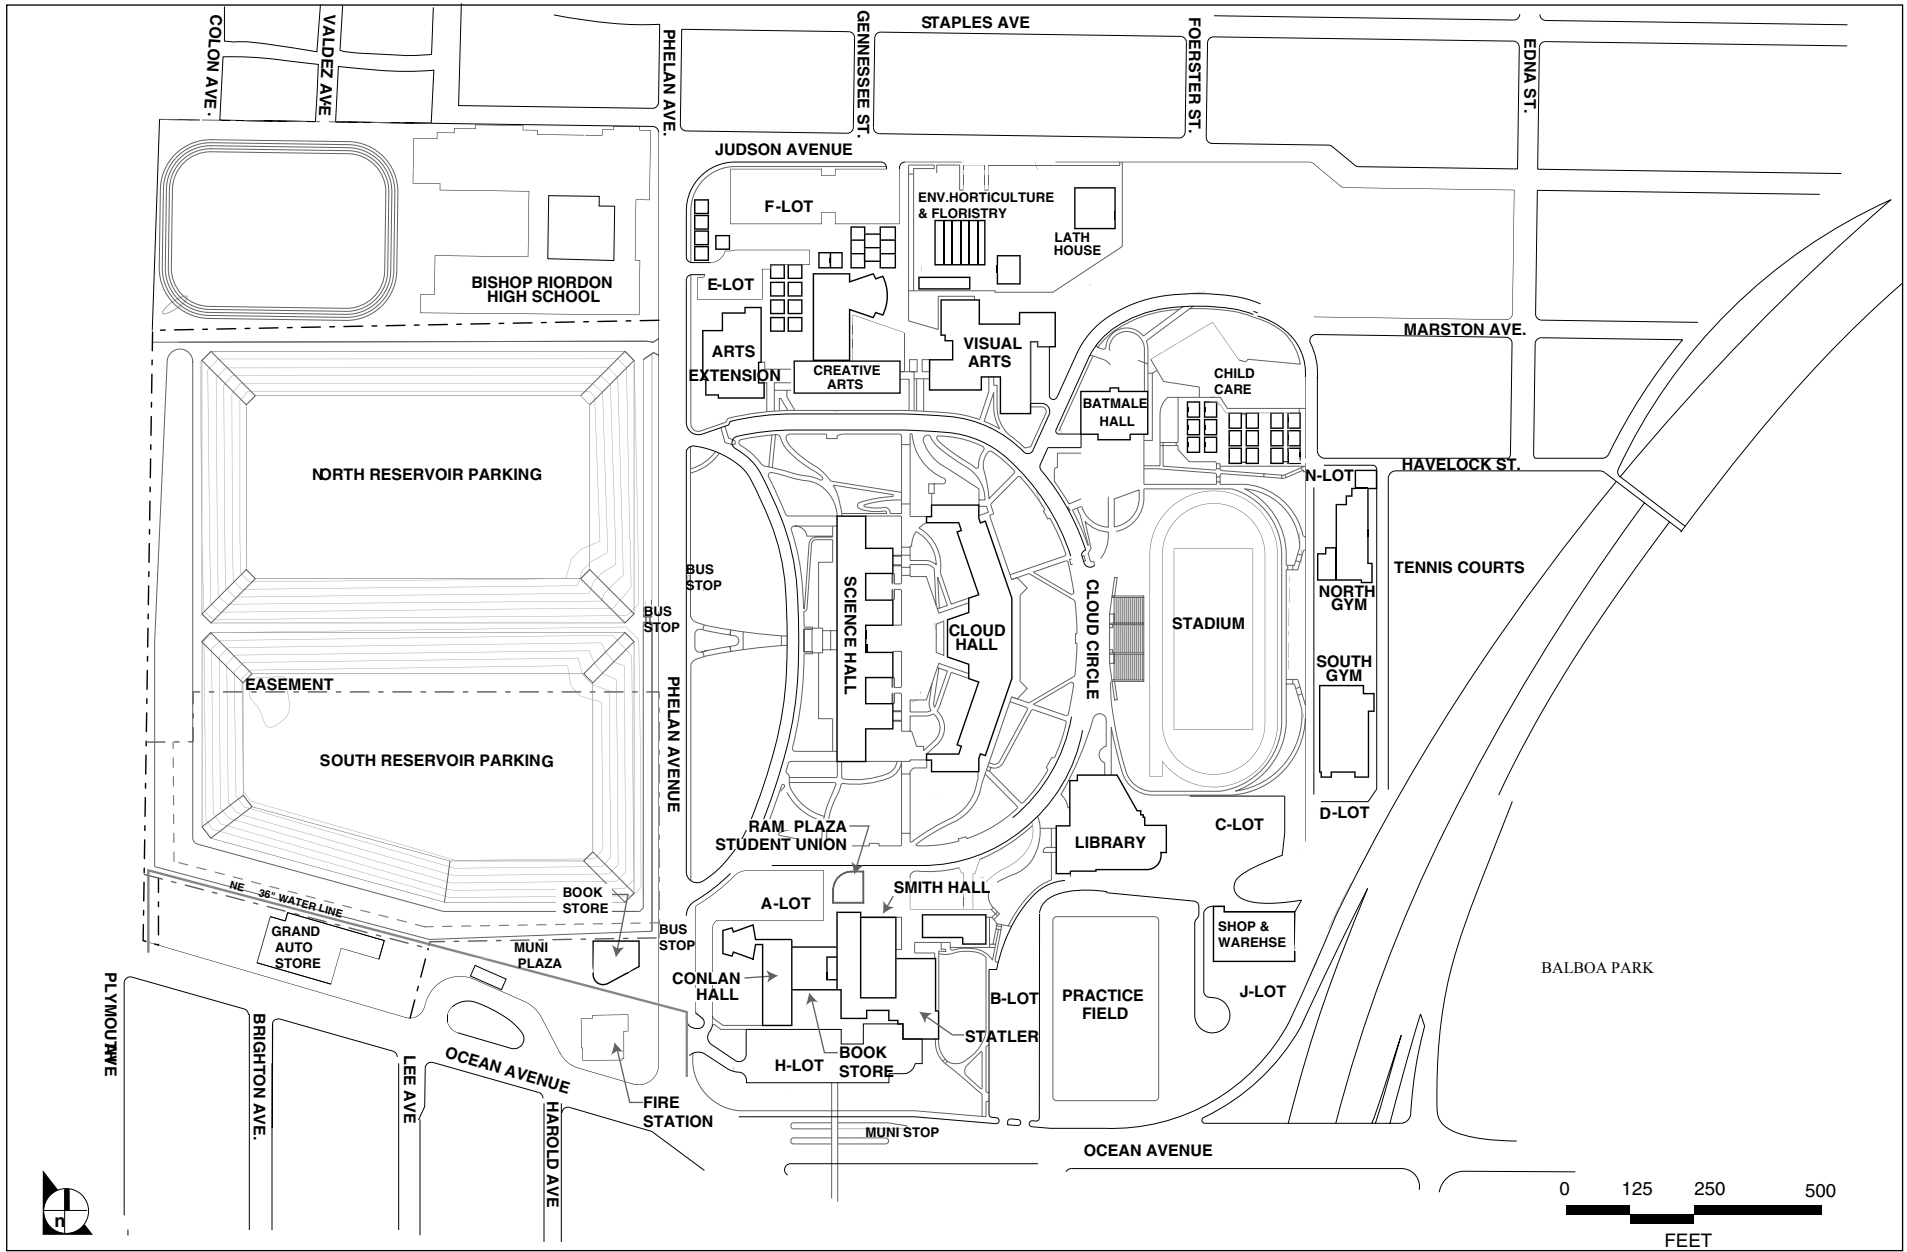 COLON AVE.
VALDEZ AVE
PHELAN AVE.
GENNESSEE ST.
STAPLES AVE
FOERSTER ST.
EDNA ST.
JUDSON AVENUE
F-LOT
ENV.HORTICULTURE
& FLORISTRY
LATH
HOUSE
BISHOP RIORDON
HIGH SCHOOL
E-LOT
ARTS
EXTENSION
CREATIVE
ARTS
VISUAL
ARTS
MARSTON AVE.
CHILD
CARE
BATMALE
HALL
NORTH RESERVOIR PARKING
HAVELOCK ST.
N-LOT
BUS
STOP
BUS
STOP
SCIENCE HALL
CLOUD
HALL
CLOUD CIRCLE
STADIUM
TENNIS COURTS
NORTH
GYM
SOUTH
GYM
EASEMENT
PHELAN AVENUE
SOUTH RESERVOIR PARKING
RAM PLAZA
STUDENT UNION
LIBRARY
C-LOT
D-LOT
NE 36" WATER LINE
BOOK
STORE
A-LOT
SMITH HALL
GRAND
AUTO
STORE
MUNI
PLAZA
BUS
STOP
SHOP &
WAREHSE
CONLAN
HALL
B-LOT
PRACTICE
FIELD
J-LOT
BALBOA PARK
STATLER
BOOK
STORE
H-LOT
PLYMOUTH
AVE
BRIGHTON AVE.
LEE AVE
OCEAN AVENUE
HAROLD AVE
FIRE
STATION
MUNI STOP
OCEAN AVENUE
n
0 125 250 500
FEET